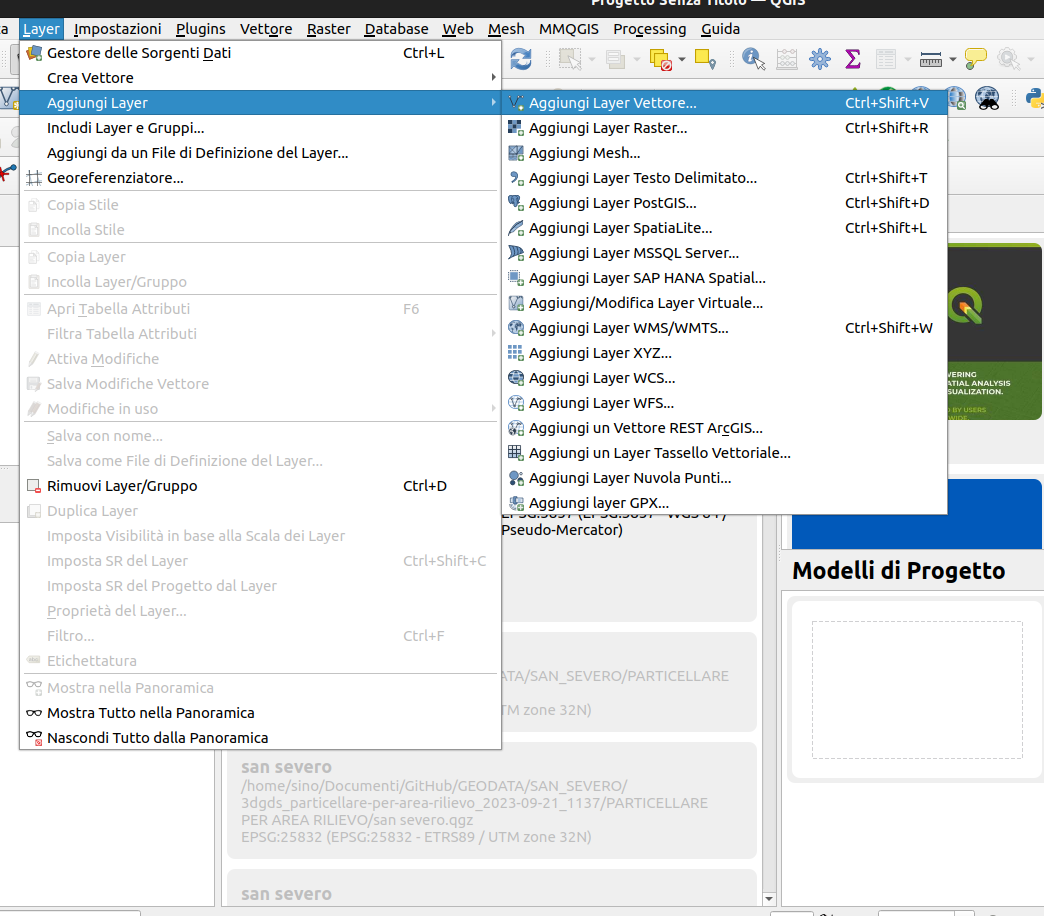 Progetto Senza Titolo — QGIS
Layer Impostazioni Plugins Vettore Raster Database Web Mesh MMQGIS Processing Guida
Gestore delle Sorgenti Dati Ctrl+L
Crea Vettore
Aggiungi Layer
Includi Layer e Gruppi...
Aggiungi da un File di Definizione del Layer...
Georeferenziatore...
Copia Stile
Incolla Stile
Copia Layer
Incolla Layer/Gruppo
Apri Tabella Attributi F6
Filtra Tabella Attributi
Attiva Modifiche
Salva Modifiche Vettore
Modifiche in uso
Salva con nome...
Salva come File di Definizione del Layer...
Rimuovi Layer/Gruppo Ctrl+D
Duplica Layer
Imposta Visibilità in base alla Scala dei Layer
Imposta SR del Layer Ctrl+Shift+C
Imposta SR del Progetto dal Layer
Proprietà del Layer...
Filtro... Ctrl+F
Etichettatura
Mostra nella Panoramica
Mostra Tutto nella Panoramica
Nascondi Tutto dalla Panoramica
Aggiungi Layer Vettore... Ctrl+Shift+V
Aggiungi Layer Raster... Ctrl+Shift+R
Aggiungi Mesh...
Aggiungi Layer Testo Delimitato... Ctrl+Shift+T
Aggiungi Layer PostGIS... Ctrl+Shift+D
Aggiungi Layer SpatiaLite... Ctrl+Shift+L
Aggiungi Layer MSSQL Server...
Aggiungi Layer SAP HANA Spatial...
Aggiungi/Modifica Layer Virtuale...
Aggiungi Layer WMS/WMTS... Ctrl+Shift+W
Aggiungi Layer XYZ...
Aggiungi Layer WCS...
Aggiungi Layer WFS...
Aggiungi un Vettore REST ArcGIS...
Aggiungi un Layer Tassello Vettoriale...
Aggiungi Layer Nuvola Punti...
Aggiungi layer GPX...
Pseudo-Mercator)
ATA/SAN_SEVERO/PARTICELLARE
TM zone 32N)
san severo
/home/sino/Documenti/GitHub/GEODATA/SAN_SEVERO/
3dgds_particellare-per-area-rilievo_2023-09-21_1137/PARTICELLARE
PER AREA RILIEVO/san severo.qgz
EPSG:25832 (EPSG:25832 - ETRS89 / UTM zone 32N)
san severo
WERING
ATIAL ANALYSIS
SUALIZATION.
D BY USERS
WIDE.
Modelli di Progetto